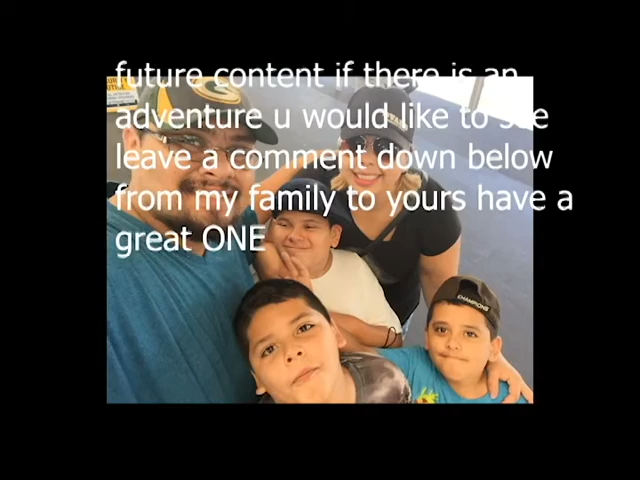 future content if there is an
adventure u would like to see
leave a comment down below
from my family to yours have a
great ONE
CHAMPIONS